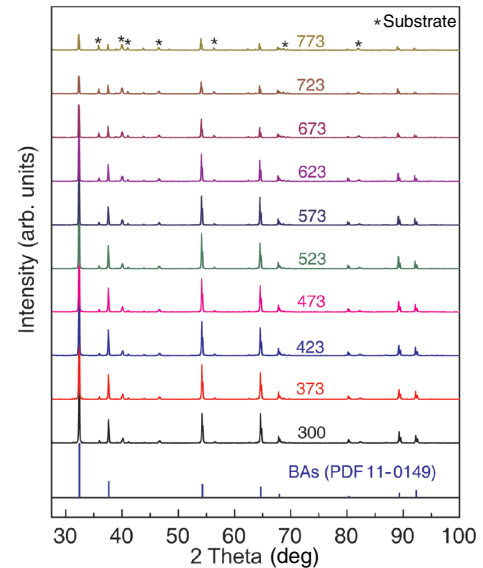 *Substrate
* * * * * * * *
773
723
673
623
573
523
473
423
373
300
BAs (PDF 11-0149)
Intensity (arb. units)
30 40 50 60 70 80 90 100
2 Theta (deg)